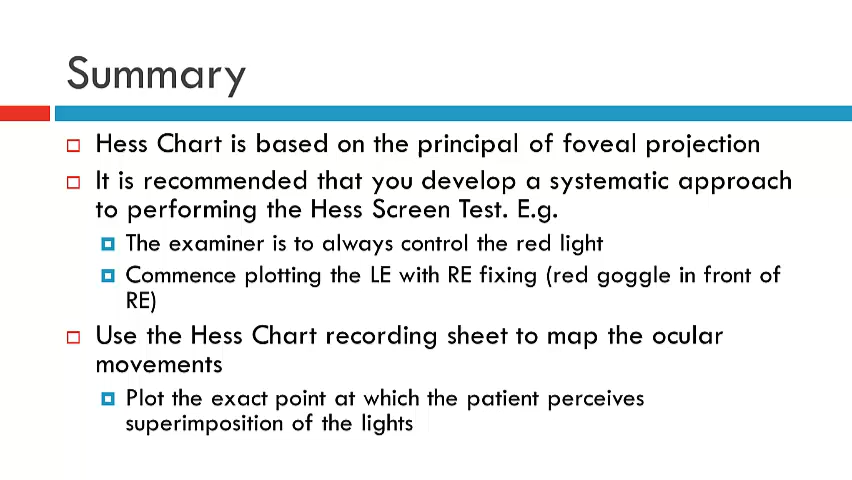 Summary
Hess Chart is based on the principal of foveal projection
It is recommended that you develop a systematic approach
to performing the Hess Screen Test. E.g.
The examiner is to always control the red light
Commence plotting the LE with RE fixing (red goggle in front of
RE)
Use the Hess Chart recording sheet to map the ocular
movements
Plot the exact point at which the patient perceives
superimposition of the lights